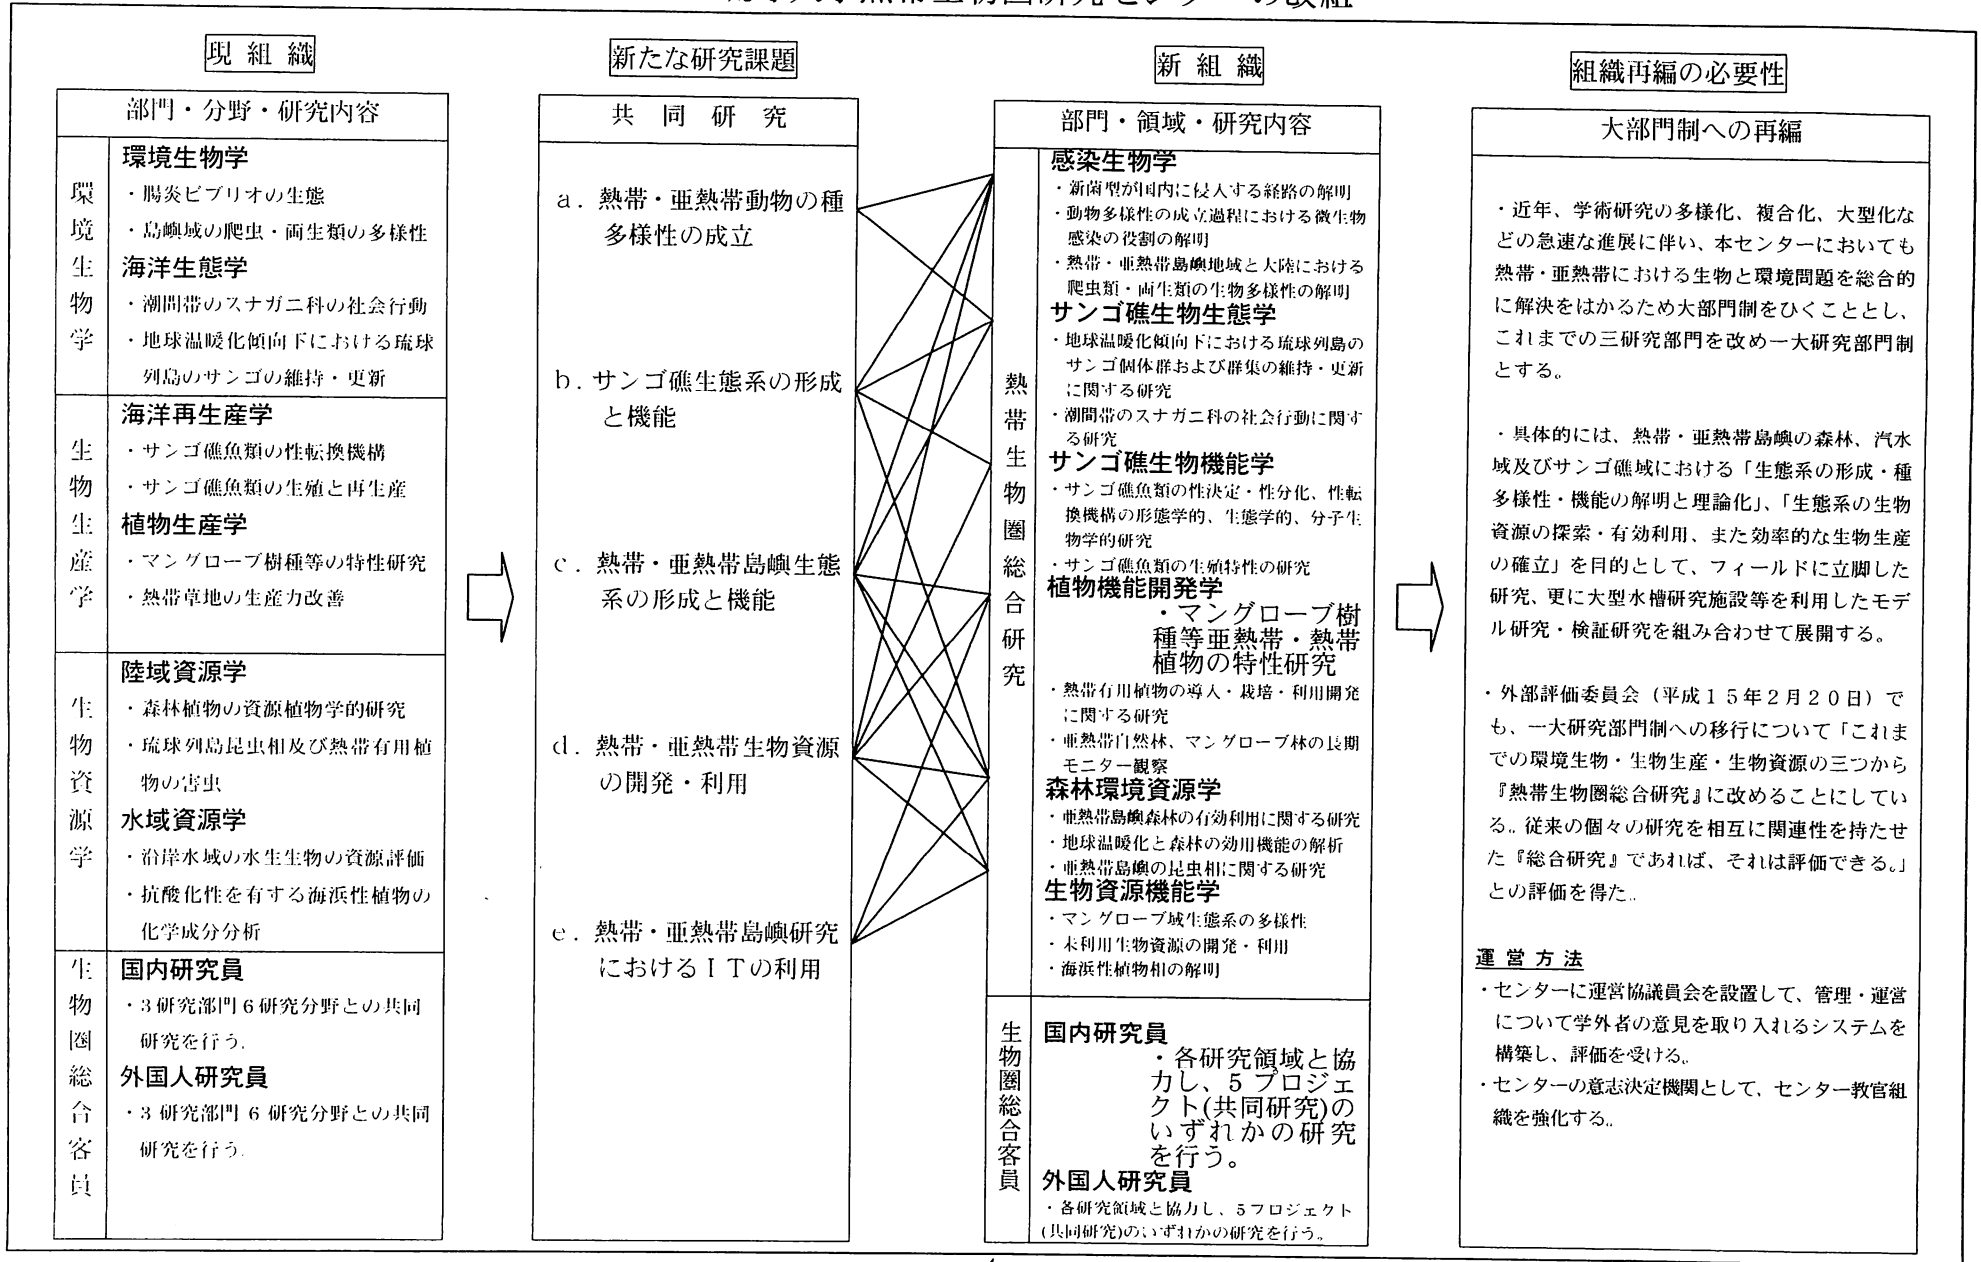 現組織
部門・分野・研究内容
環境生物学
環境生物学
・腸炎ビブリオの生態
・島嶼域の爬虫・両生類の多様性
海洋生態学
・潮間帯のスナガニ科の社会行動
・地球温暖化傾向下における琉球
列島のサンゴの維持・更新
生物生産学
海洋再生産学
・サンゴ礁魚類の性転換機構
・サンゴ礁魚類の生殖と再生産
植物生産学
・マングローブ樹種等の特性研究
・熱帯草地の生産力改善
生物資源学
陸域資源学
・森林植物の資源植物学的研究
・琉球列島昆虫相及び熱帯有用植
物の害虫
水域資源学
・沿岸水域の水生生物の資源評価
・抗酸化性を有する海浜性植物の
化学成分分析
生物圏総合客員
国内研究員
・3研究部門6研究分野との共同
研究を行う.
外国人研究員
・3研究部門6研究分野との共同
研究を行う.
新たな研究課題
共同研究
a. 熱帯・亜熱帯動物の種
多様性の成立
b. サンゴ礁生態系の形成
と機能
c. 熱帯・亜熱帯島嶼生態
系の形成と機能
d. 熱帯・亜熱帯生物資源
の開発・利用
e. 熱帯・亜熱帯島嶼研究
におけるITの利用
新組織
部門・領域・研究内容
熱帯生物圏総合研究
感染生物学
・新菌型が国内に侵入する経路の解明
・動物多様性の成立過程における微生物
感染の役割の解明
・熱帯・亜熱帯島嶼地域と大陸における
爬虫類・両生類の生物多様性の解明
サンゴ礁生物生態学
・地球温暖化傾向下における琉球列島の
サンゴ個体群および群集の維持・更新
に関する研究
・潮間帯のスナガニ科の社会行動に関す
る研究
サンゴ礁生物機能学
・サンゴ礁魚類の性決定・性分化、性転
換機構の形態学的、生態学的、分子生
物学的研究
・サンゴ礁魚類の生殖特性の研究
植物機能開発学
・マングローブ樹
種等亜熱帯・熱帯
植物の特性研究
・熱帯有用植物の導入・栽培・利用開発
に関する研究
・亜熱帯自然林、マングローブ林の長期
モニター観察
森林環境資源学
・亜熱帯島嶼森林の有効利用に関する研究
・地球温暖化と森林の効用機能の解析
・亜熱帯島嶼の昆虫相に関する研究
生物資源機能学
・マングローブ域生態系の多様性
・未利用生物資源の開発・利用
・海浜性植物相の解明
生物圏総合客員
国内研究員
・各研究領域と協
力し、5プロジェ
クト(共同研究)の
いずれかの研究
を行う。
外国人研究員
・各研究領域と協力し、5プロジェクト
(共同研究)のいずれかの研究を行う。
組織再編の必要性
大部門制への再編
・近年、学術研究の多様化、複合化、大型化な
どの急速な進展に伴い、本センターにおいても
熱帯・亜熱帯における生物と環境問題を総合的
に解決をはかるため大部門制をひくこととし、
これまでの三研究部門を改め一大研究部門制
とする。
・具体的には、熱帯・亜熱帯島嶼の森林、汽水
域及びサンゴ礁域における「生態系の形成・種
多様性・機能の解明と理論化」、「生態系の生物
資源の探索・有効利用、また効率的な生物生産
の確立」を目的として、フィールドに立脚した
研究、更に大型水槽研究施設等を利用したモデ
ル研究・検証研究を組み合わせて展開する。
・外部評価委員会（平成15年2月20日）で
も、一大研究部門制への移行について「これま
での環境生物・生物生産・生物資源の三つから
『熱帯生物圏総合研究』に改めることにしてい
る。従来の個々の研究を相互に関連性を持たせ
た『総合研究』であれば、それは評価できる。」
との評価を得た。
運営方法
・センターに運営協議員会を設置して、管理・運営
について学外者の意見を取り入れるシステムを
構築し、評価を受ける。
・センターの意志決定機関として、センター教官組
織を強化する。